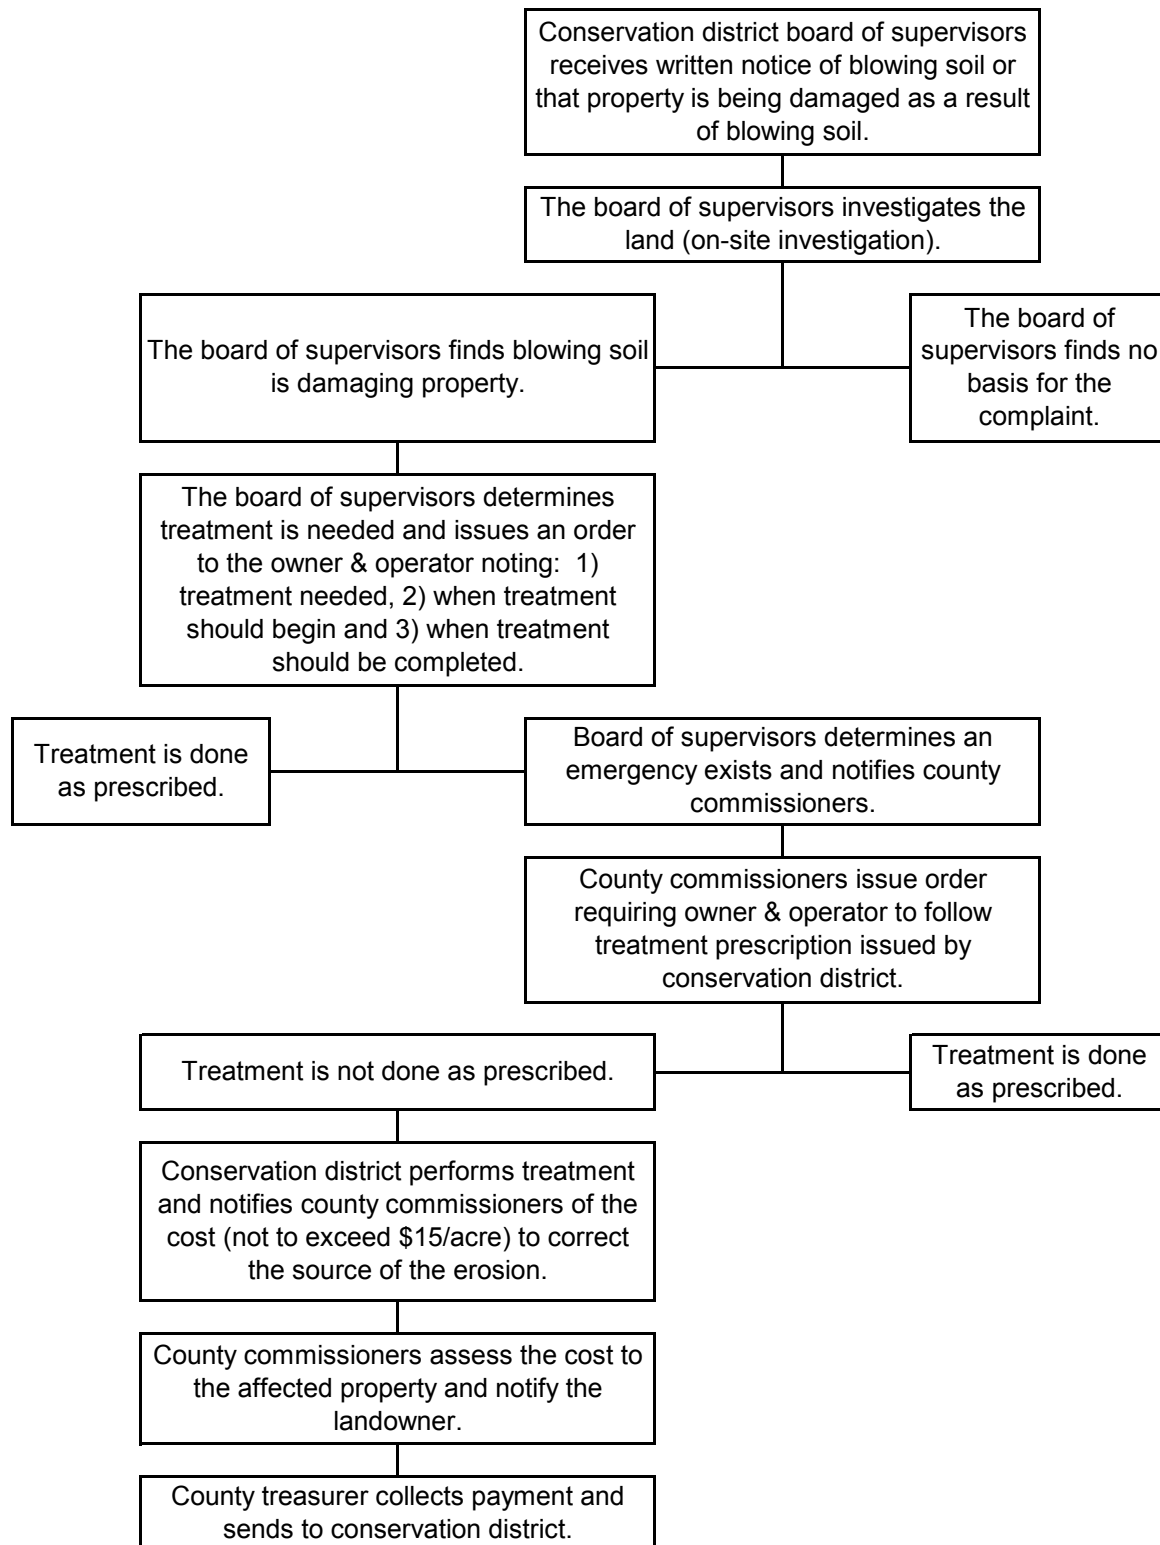 Conservation district board of supervisors
receives written notice of blowing soil or
that property is being damaged as a result
of blowing soil.
The board of supervisors investigates the
land (on-site investigation).
The board of supervisors finds blowing soil
is damaging property.
The board of
supervisors finds no
basis for the
complaint.
The board of supervisors determines
treatment is needed and issues an order
to the owner & operator noting:  1)
treatment needed, 2) when treatment
should begin and 3) when treatment
should be completed.
Treatment is done
as prescribed.
Board of supervisors determines an
emergency exists and notifies county
commissioners.
County commissioners issue order
requiring owner & operator to follow
treatment prescription issued by
conservation district.
Treatment is not done as prescribed.
Treatment is done
as prescribed.
Conservation district performs treatment
and notifies county commissioners of the
cost (not to exceed $15/acre) to correct
the source of the erosion.
County commissioners assess the cost to
the affected property and notify the
landowner.
County treasurer collects payment and
sends to conservation district.